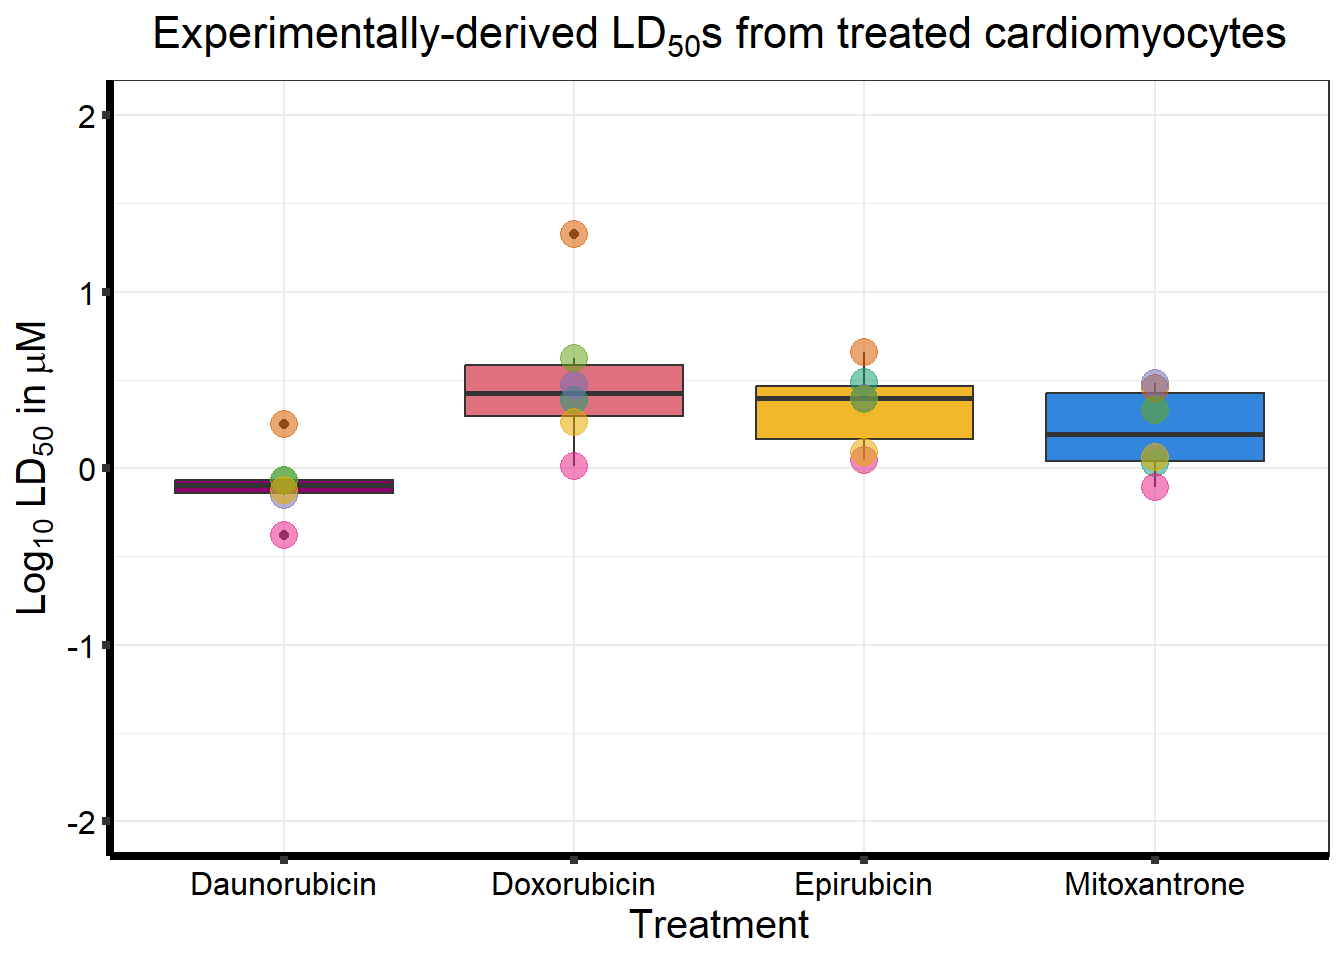 Experimentally-derived LD50s from treated cardiomyocytes
Log10 LD50 in μM
2
1
0
-1
-2
Daunorubicin Doxorubicin Epirubicin Mitoxantrone
Treatment